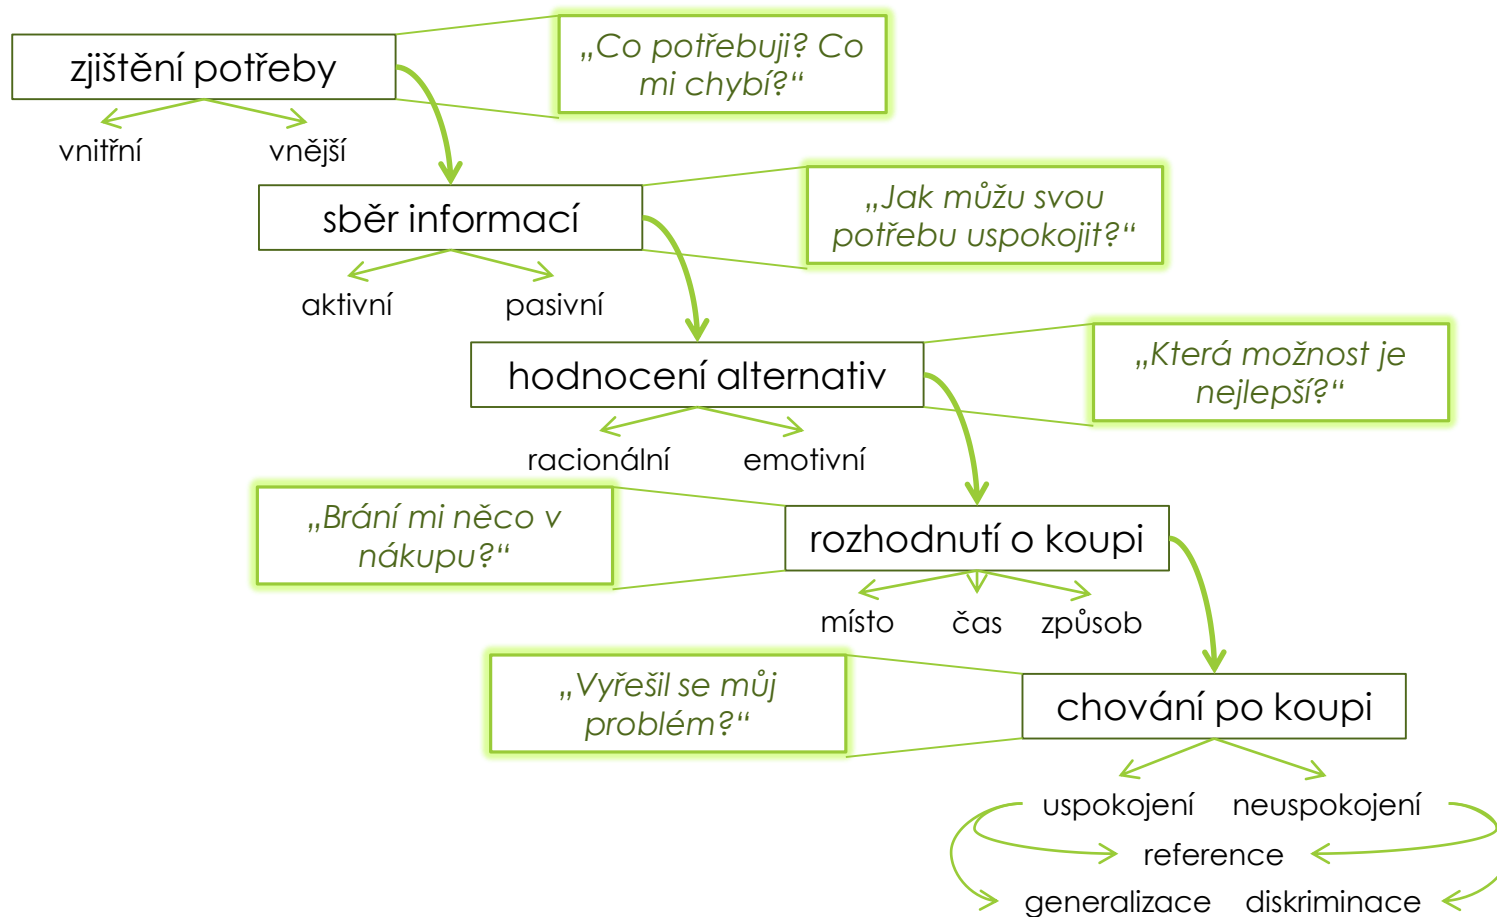 zjištění potřeby
„Co potřebuji? Co
mi chybí?“
vnitřní
vnější
sběr informací
„Jak můžu svou
potřebu uspokojit?“
aktivní
pasivní
hodnocení alternativ
„Která možnost je
nejlepší?“
racionální
emotivní
„Brání mi něco v
nákupu?“
rozhodnutí o koupi
místo
čas
způsob
„Vyřešil se můj
problém?“
chování po koupi
uspokojení
neuspokojení
reference
generalizace
diskriminace